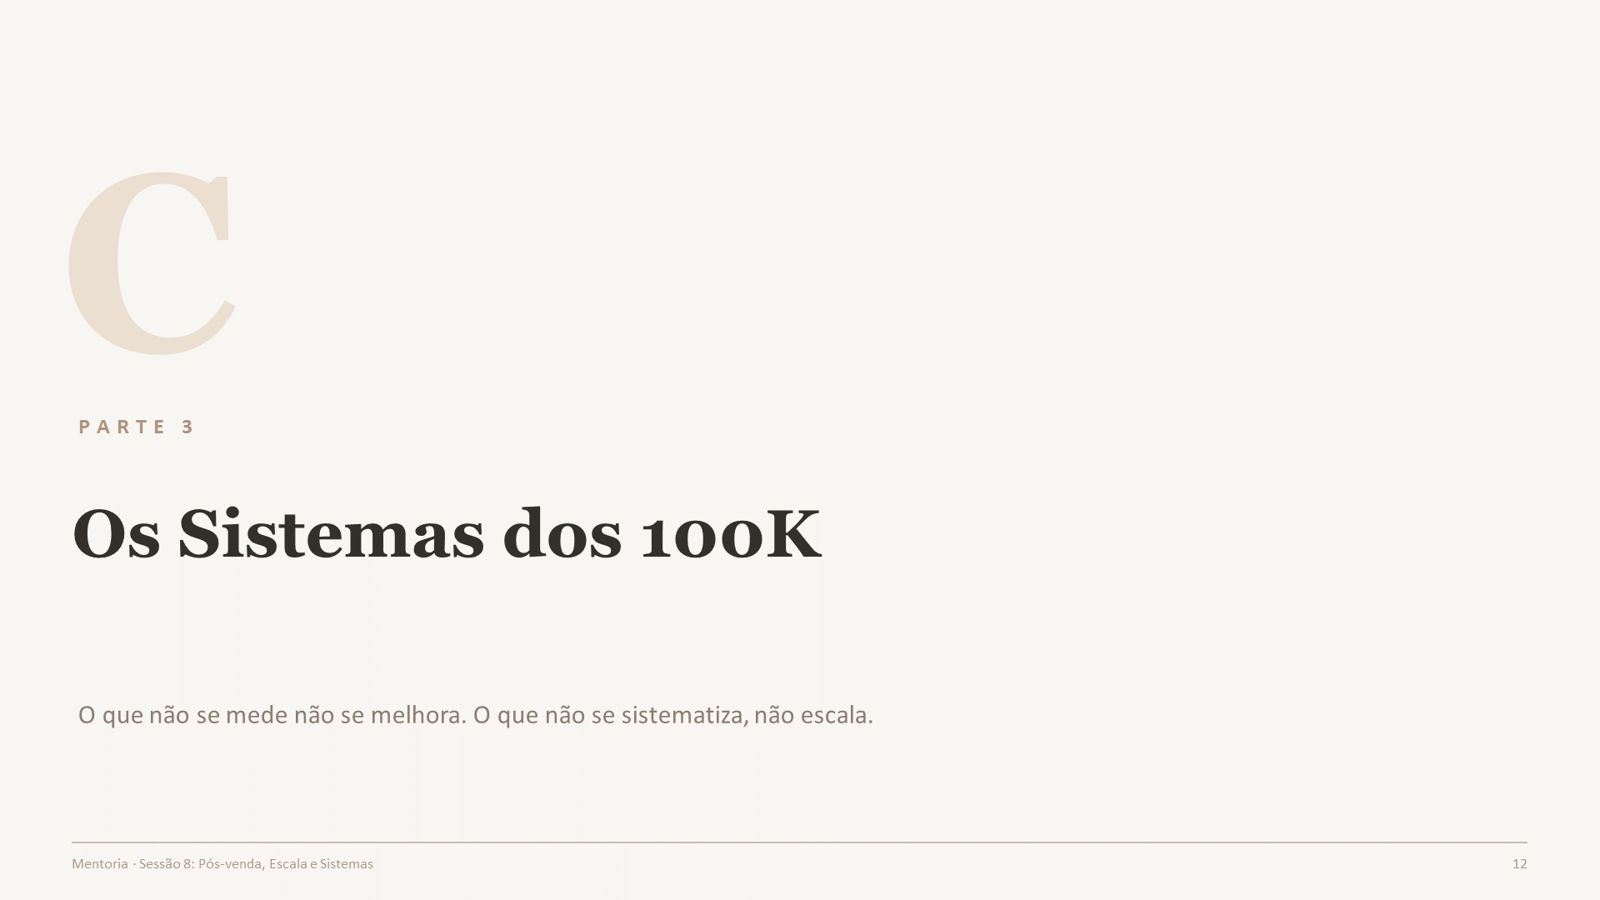 C
PARTE 3
Os Sistemas dos 100K
O que não se mede não se melhora. O que não se sistematiza, não escala.
Mentoria · Sessão 8: Pós-venda, Escala e Sistemas
12